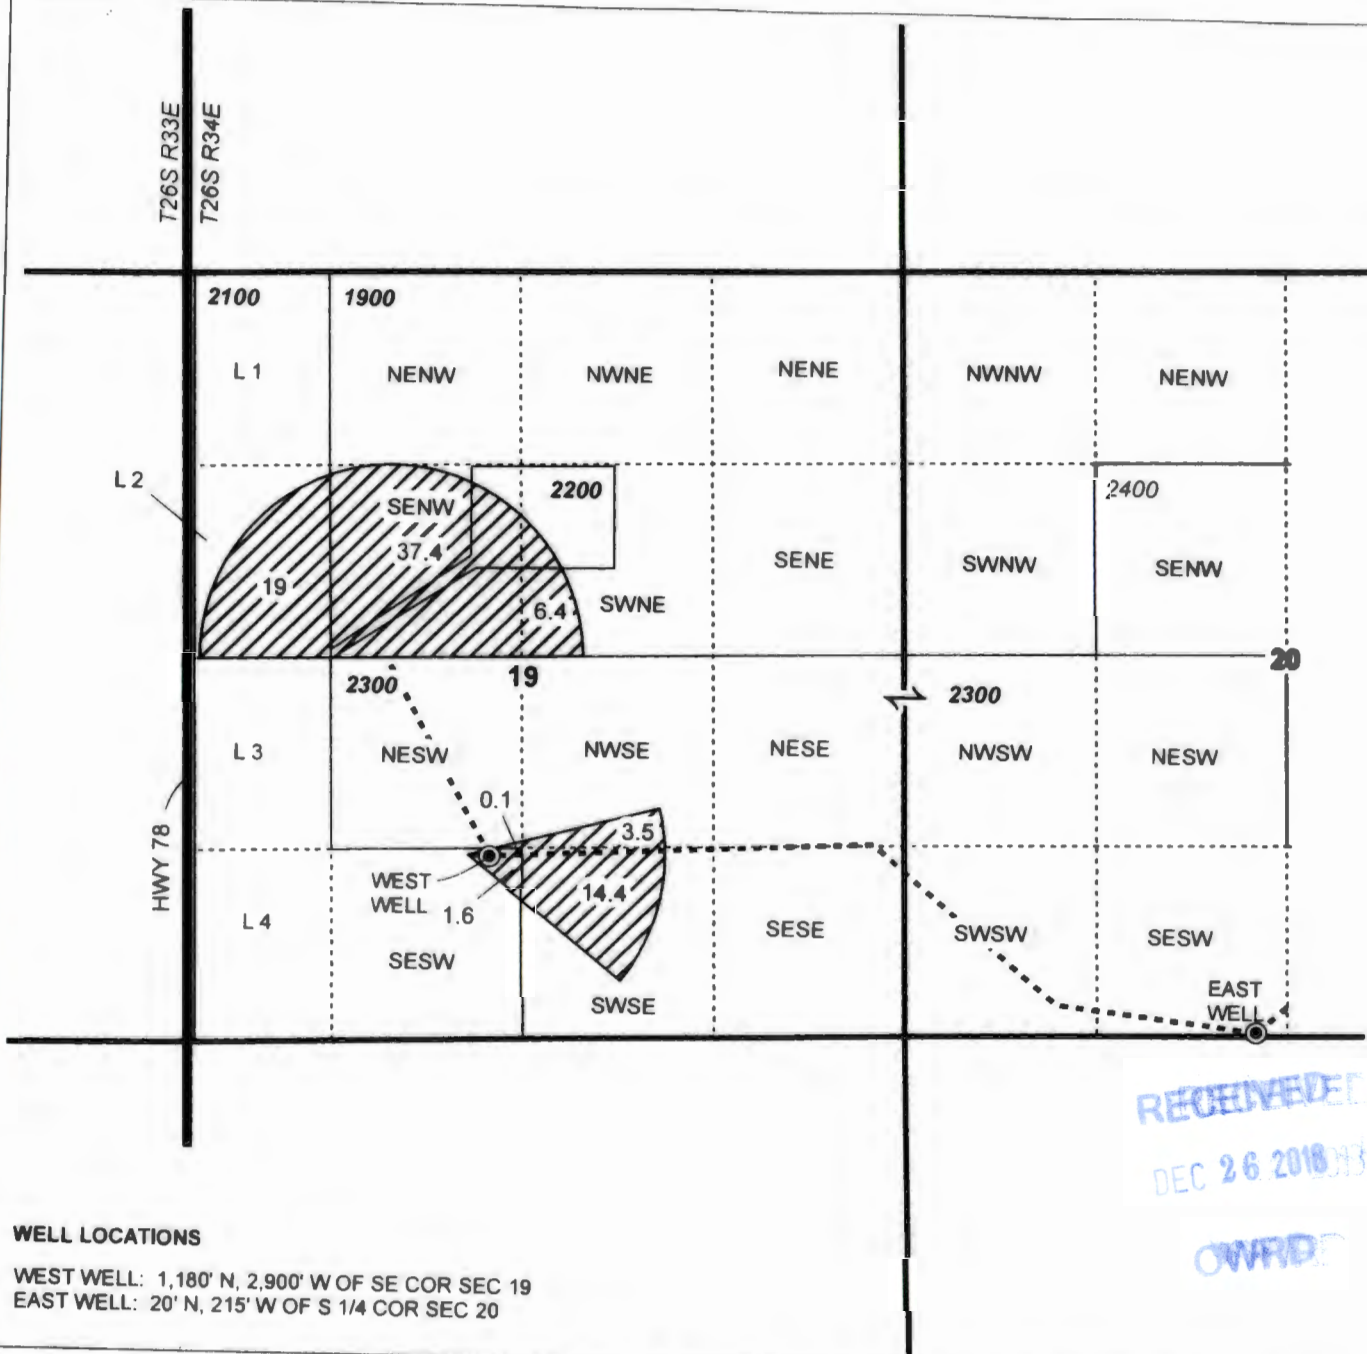 T26S R33E
T26S R34E
2100 1900
L 1 NENW NWNE NENE NWNW NENW
L 2
SENW 2200 2400
37.4
19 SENE SWNW SENW
6.4 SWNE
2300 19 20
2300
L 3 NESW NWSE NESE NWSW NESW
HWY 78
0.1
3.5
WEST
WELL
1.6 14.4
L 4 SESE SWSW SESW
SESW
EAST
WELL
SWSE
RECEIVED
DEC 26 2018
OWRD
WELL LOCATIONS
WEST WELL: 1,180' N, 2,900' W OF SE COR SEC 19
EAST WELL: 20' N, 215' W OF S 1/4 COR SEC 20